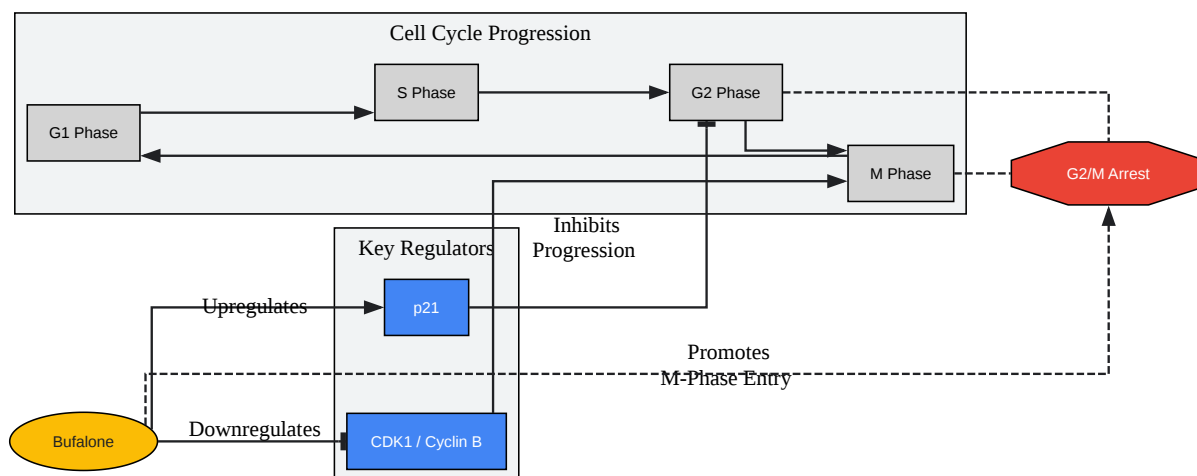 Cell Cycle Progression
S Phase
G2 Phase
G1 Phase
M Phase
G2/M Arrest
Inhibits
Progression
Key Regulators
Upregulates
p21
Promotes
M-Phase Entry
Downregulates
Bufalone
CDK1 / Cyclin B